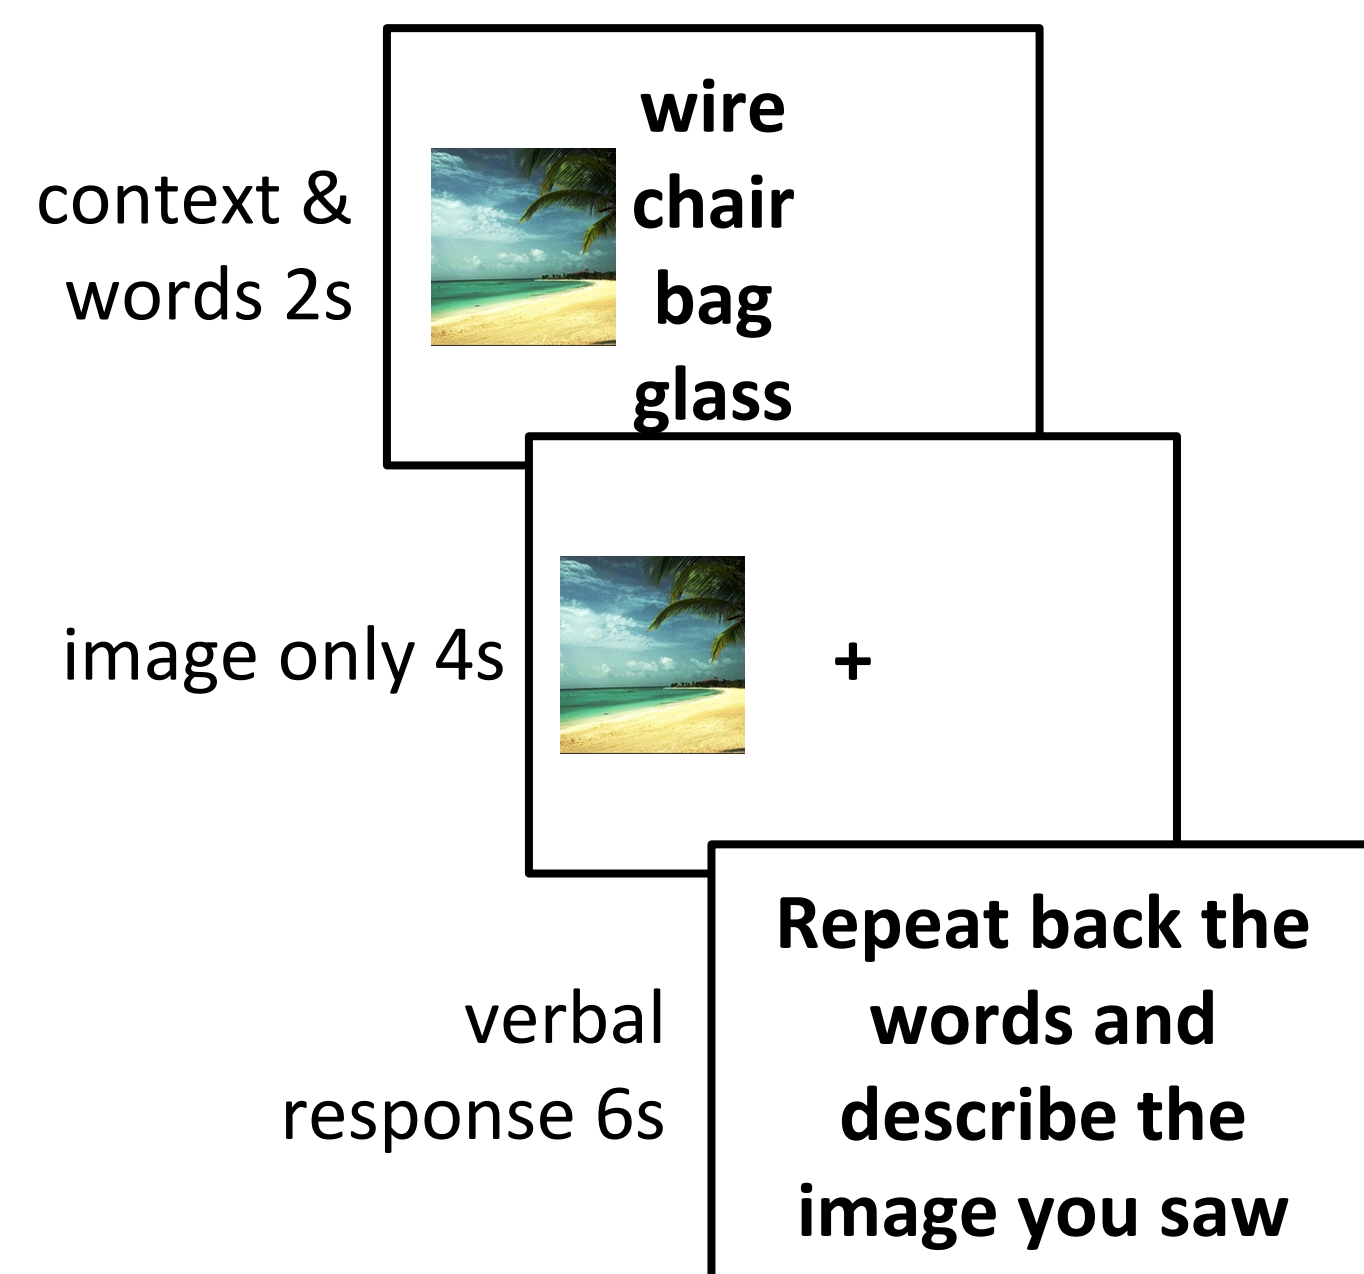 wire
context &
chair
words 2s
bag
glass
image only 4s
+
Repeat back the
verbal
words and
response 6s
describe the
image you saw